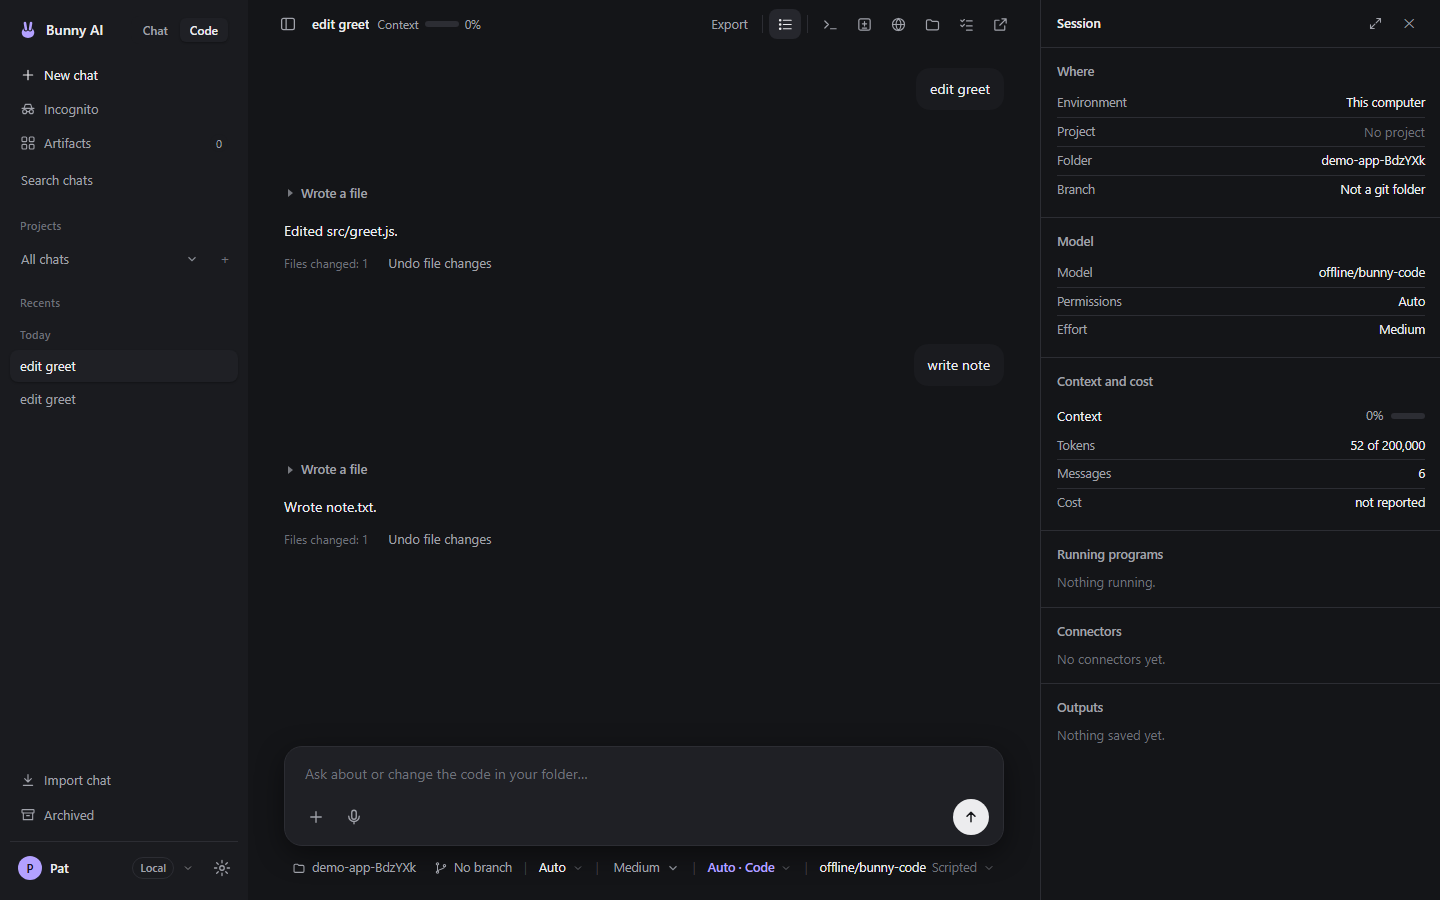 Bunny AI
Chat
Code
New chat
Incognito
Artifacts
0
Search chats
Projects
All chats
+
Recents
Today
edit greet
edit greet
Import chat
Archived
P
Pat
Local
edit greet
Context
0%
Export
edit greet
Wrote a file
Edited src/greet.js.
Files changed: 1
Undo file changes
write note
Wrote a file
Wrote note.txt.
Files changed: 1
Undo file changes
Ask about or change the code in your folder...
demo-app-BdzYXk
No branch
Auto
Medium
Auto · Code
offline/bunny-code
Scripted
Session
Where
Environment
This computer
Project
No project
Folder
demo-app-BdzYXk
Branch
Not a git folder
Model
Model
offline/bunny-code
Permissions
Auto
Effort
Medium
Context and cost
Context
0%
Tokens
52 of 200,000
Messages
6
Cost
not reported
Running programs
Nothing running.
Connectors
No connectors yet.
Outputs
Nothing saved yet.